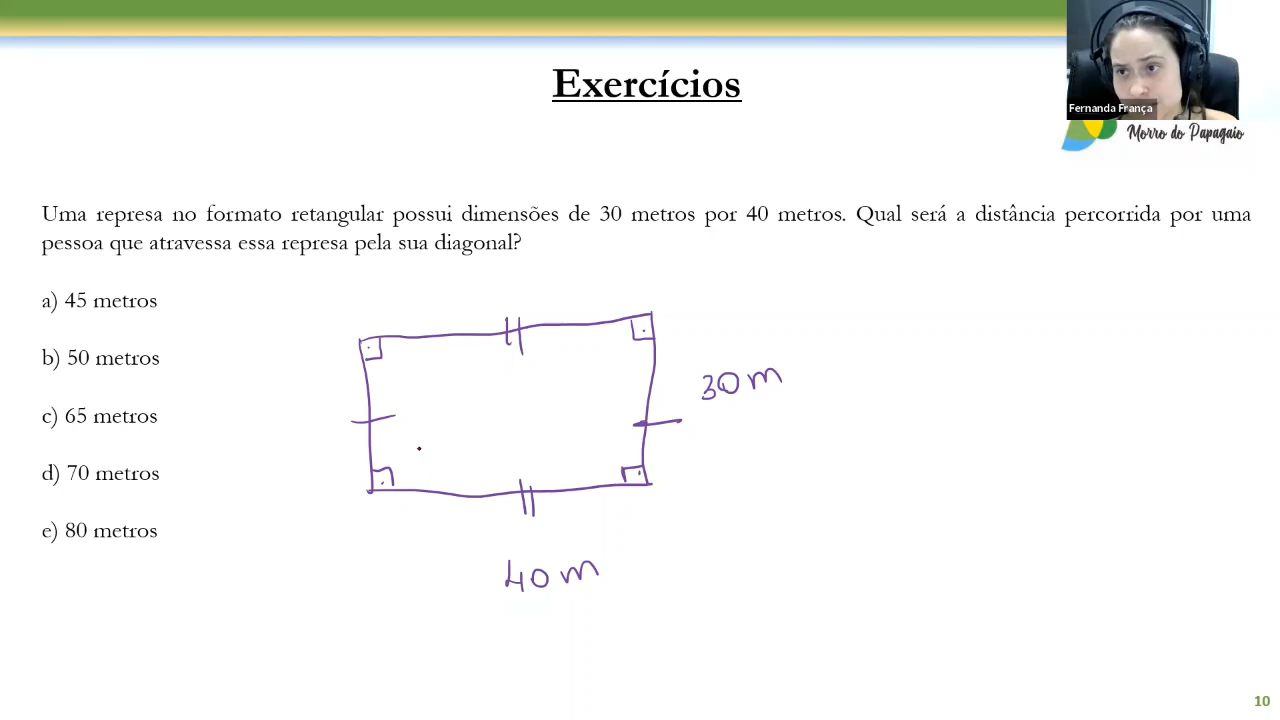 Exercícios
Fernanda França
Morro do Papagaio
Uma represa no formato retangular possui dimensões de 30 metros por 40 metros. Qual será a distância percorrida por uma
pessoa que atravessa essa represa pela sua diagonal?
a) 45 metros
b) 50 metros
c) 65 metros
d) 70 metros
e) 80 metros
30 m
40 m
10